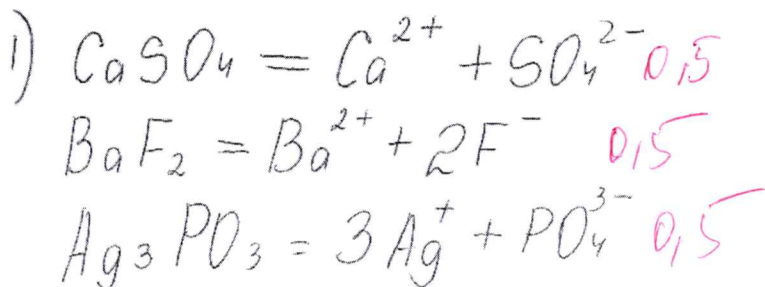 1) CaSO₄ = Ca²⁺ + SO₄²⁻ 0,5
BaF₂ = Ba²⁺ + 2F⁻ 0,5
Ag₃PO₃ = 3Ag⁺ + PO₄³⁻ 0,5